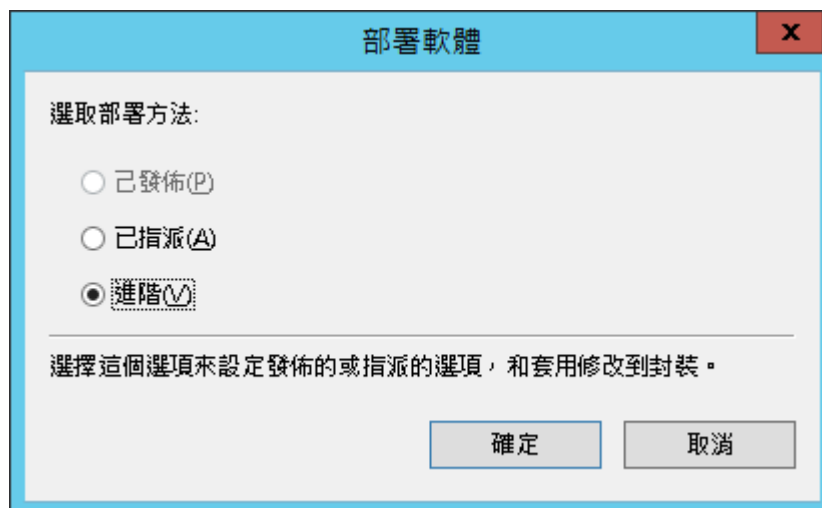 部署軟體
x
選取部署方法:
己發佈(P)
已指派(A)
進階(V)
選擇這個選項來設定發佈的或指派的選項，和套用修改到封裝。
確定
取消